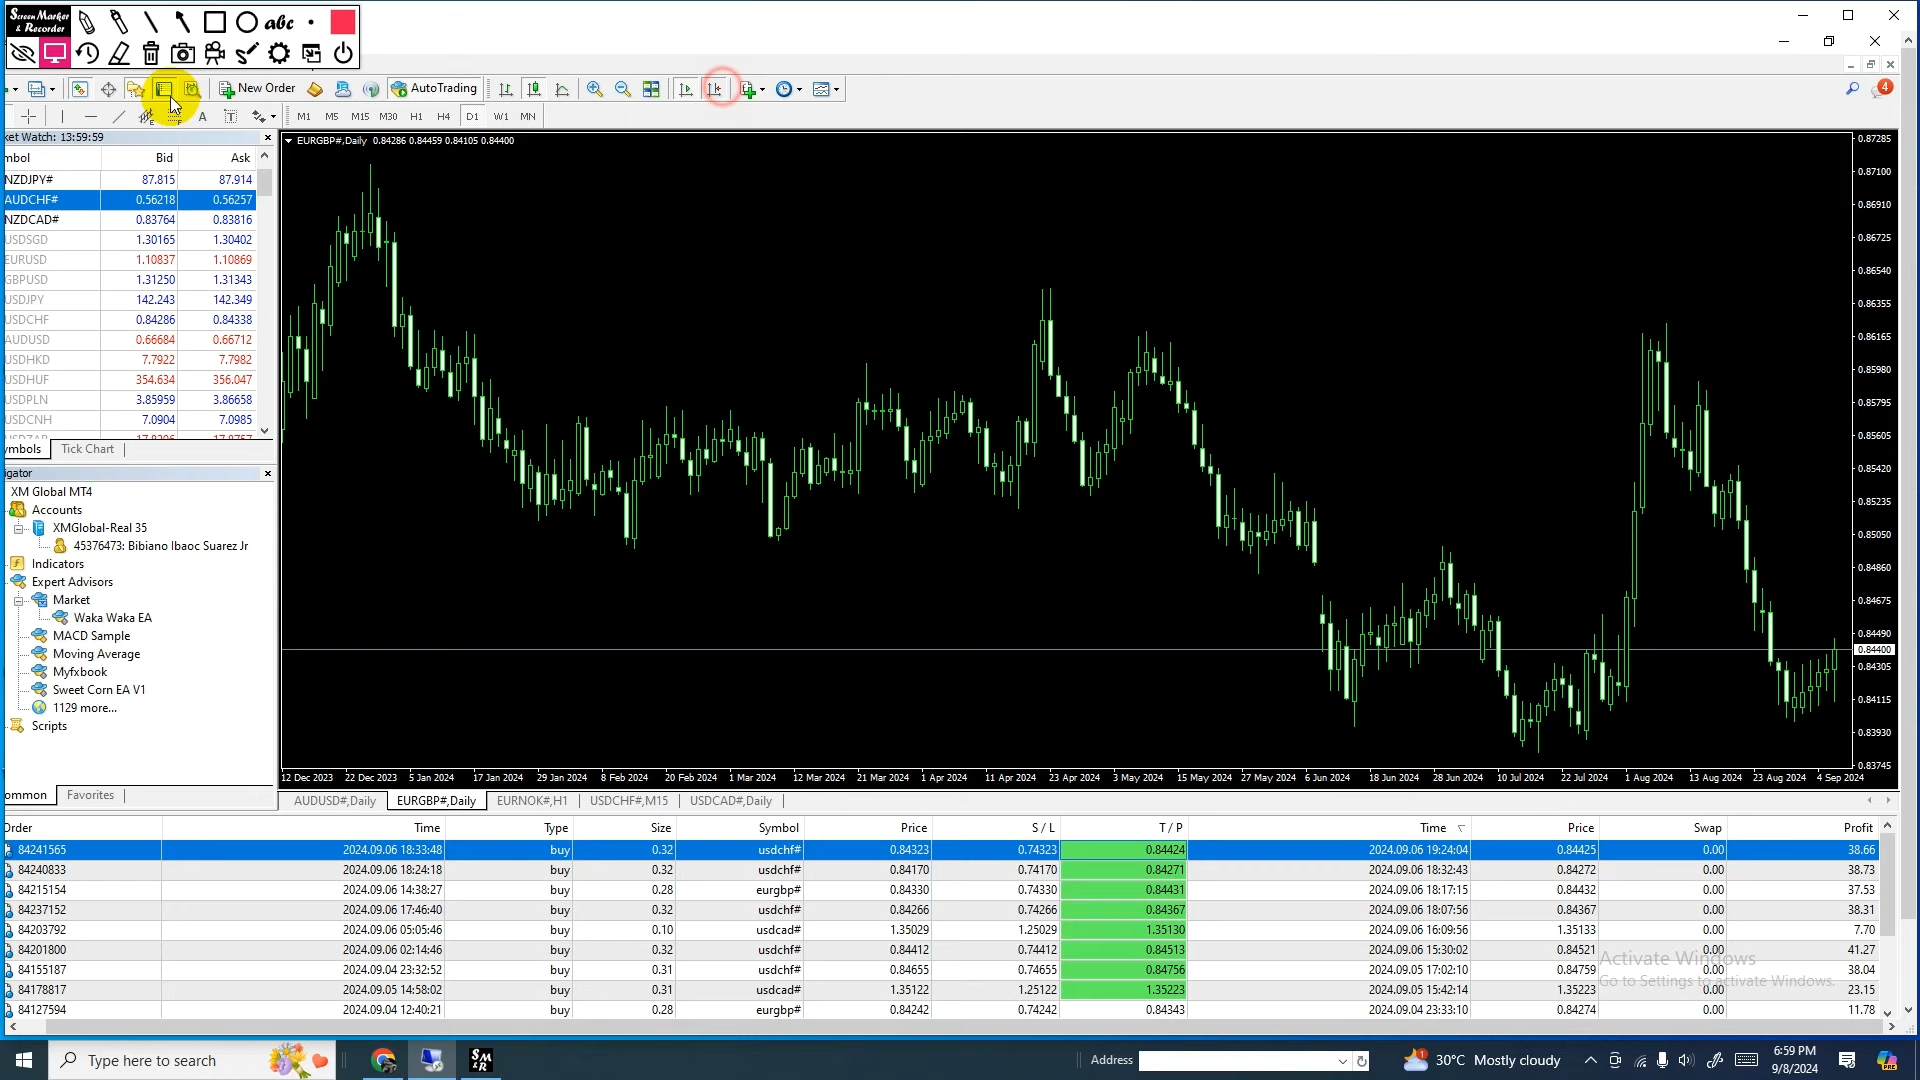 Screen Marker
& Recorder
abc
New Order
AutoTrading
4
A
T
E
F
M1 M5 M15 M30 H1 H4 D1 W1 MN
ket Watch: 13:59:59
mbol Bid Ask
NZDJPY# 87.815 87.914
AUDCHF# 0.56218 0.56257
NZDCAD# 0.83764 0.83816
USDSGD 1.30165 1.30402
EURUSD 1.10837 1.10869
GBPUSD 1.31250 1.31343
USDJPY 142.243 142.349
USDCHF 0.84286 0.84338
AUDUSD 0.66684 0.66712
USDHKD 7.7922 7.7982
USDHUF 354.634 356.047
USDPLN 3.85959 3.86658
USDCNH 7.0904 7.0985
ymbols Tick Chart
igator
XM Global MT4
Accounts
XMGlobal-Real 35
45376473: Bibiano Ibaoc Suarez Jr
Indicators
Expert Advisors
Market
Waka Waka EA
MACD Sample
Moving Average
Myfxbook
Sweet Corn EA V1
1129 more...
Scripts
ommon Favorites
EURGBP#,Daily 0.84286 0.84459 0.84105 0.84400
0.87285
0.87100
0.86910
0.86725
0.86540
0.86355
0.86165
0.85980
0.85795
0.85605
0.85420
0.85235
0.85050
0.84860
0.84675
0.84490
0.84400
0.84305
0.84115
0.83930
0.83745
12 Dec 2023 22 Dec 2023 5 Jan 2024 17 Jan 2024 29 Jan 2024 8 Feb 2024 20 Feb 2024 1 Mar 2024 12 Mar 2024 21 Mar 2024 1 Apr 2024 11 Apr 2024 23 Apr 2024 3 May 2024 15 May 2024 27 May 2024 6 Jun 2024 18 Jun 2024 28 Jun 2024 10 Jul 2024 22 Jul 2024 1 Aug 2024 13 Aug 2024 23 Aug 2024 4 Sep 2024
AUDUSD#,Daily EURGBP#,Daily EURNOK#,H1 USDCHF#,M15 USDCAD#,Daily
Order Time Type Size Symbol Price S / L T / P Time Price Swap Profit
84241565 2024.09.06 18:33:48 buy 0.32 usdchf# 0.84323 0.74323 0.84424 2024.09.06 19:24:04 0.84425 0.00 38.66
84240833 2024.09.06 18:24:18 buy 0.32 usdchf# 0.84170 0.74170 0.84271 2024.09.06 18:32:43 0.84272 0.00 38.73
84215154 2024.09.06 14:38:27 buy 0.28 eurgbp# 0.84330 0.74330 0.84431 2024.09.06 18:17:15 0.84432 0.00 37.53
84237152 2024.09.06 17:46:40 buy 0.32 usdchf# 0.84266 0.74266 0.84367 2024.09.06 18:07:56 0.84367 0.00 38.31
84203792 2024.09.06 05:05:46 buy 0.10 usdcad# 1.35029 1.25029 1.35130 2024.09.06 16:09:56 1.35133 0.00 7.70
84201800 2024.09.06 02:14:46 buy 0.32 usdchf# 0.84412 0.74412 0.84513 2024.09.06 15:30:02 0.84521 0.00 41.27
84155187 2024.09.04 23:32:52 buy 0.31 usdchf# 0.84655 0.74655 0.84756 2024.09.05 17:02:10 0.84759 0.00 38.04
84178817 2024.09.05 14:58:02 buy 0.31 usdcad# 1.35122 1.25122 1.35223 2024.09.05 15:42:14 1.35223 0.00 23.15
84127594 2024.09.04 12:40:21 buy 0.28 eurgbp# 0.84242 0.74242 0.84343 2024.09.04 23:33:10 0.84274 0.00 11.78
Activate Windows
Go to Settings to activate Windows.
Type here to search
SM
&R
Address
1
30°C Mostly cloudy
6:59 PM
9/8/2024
PRE